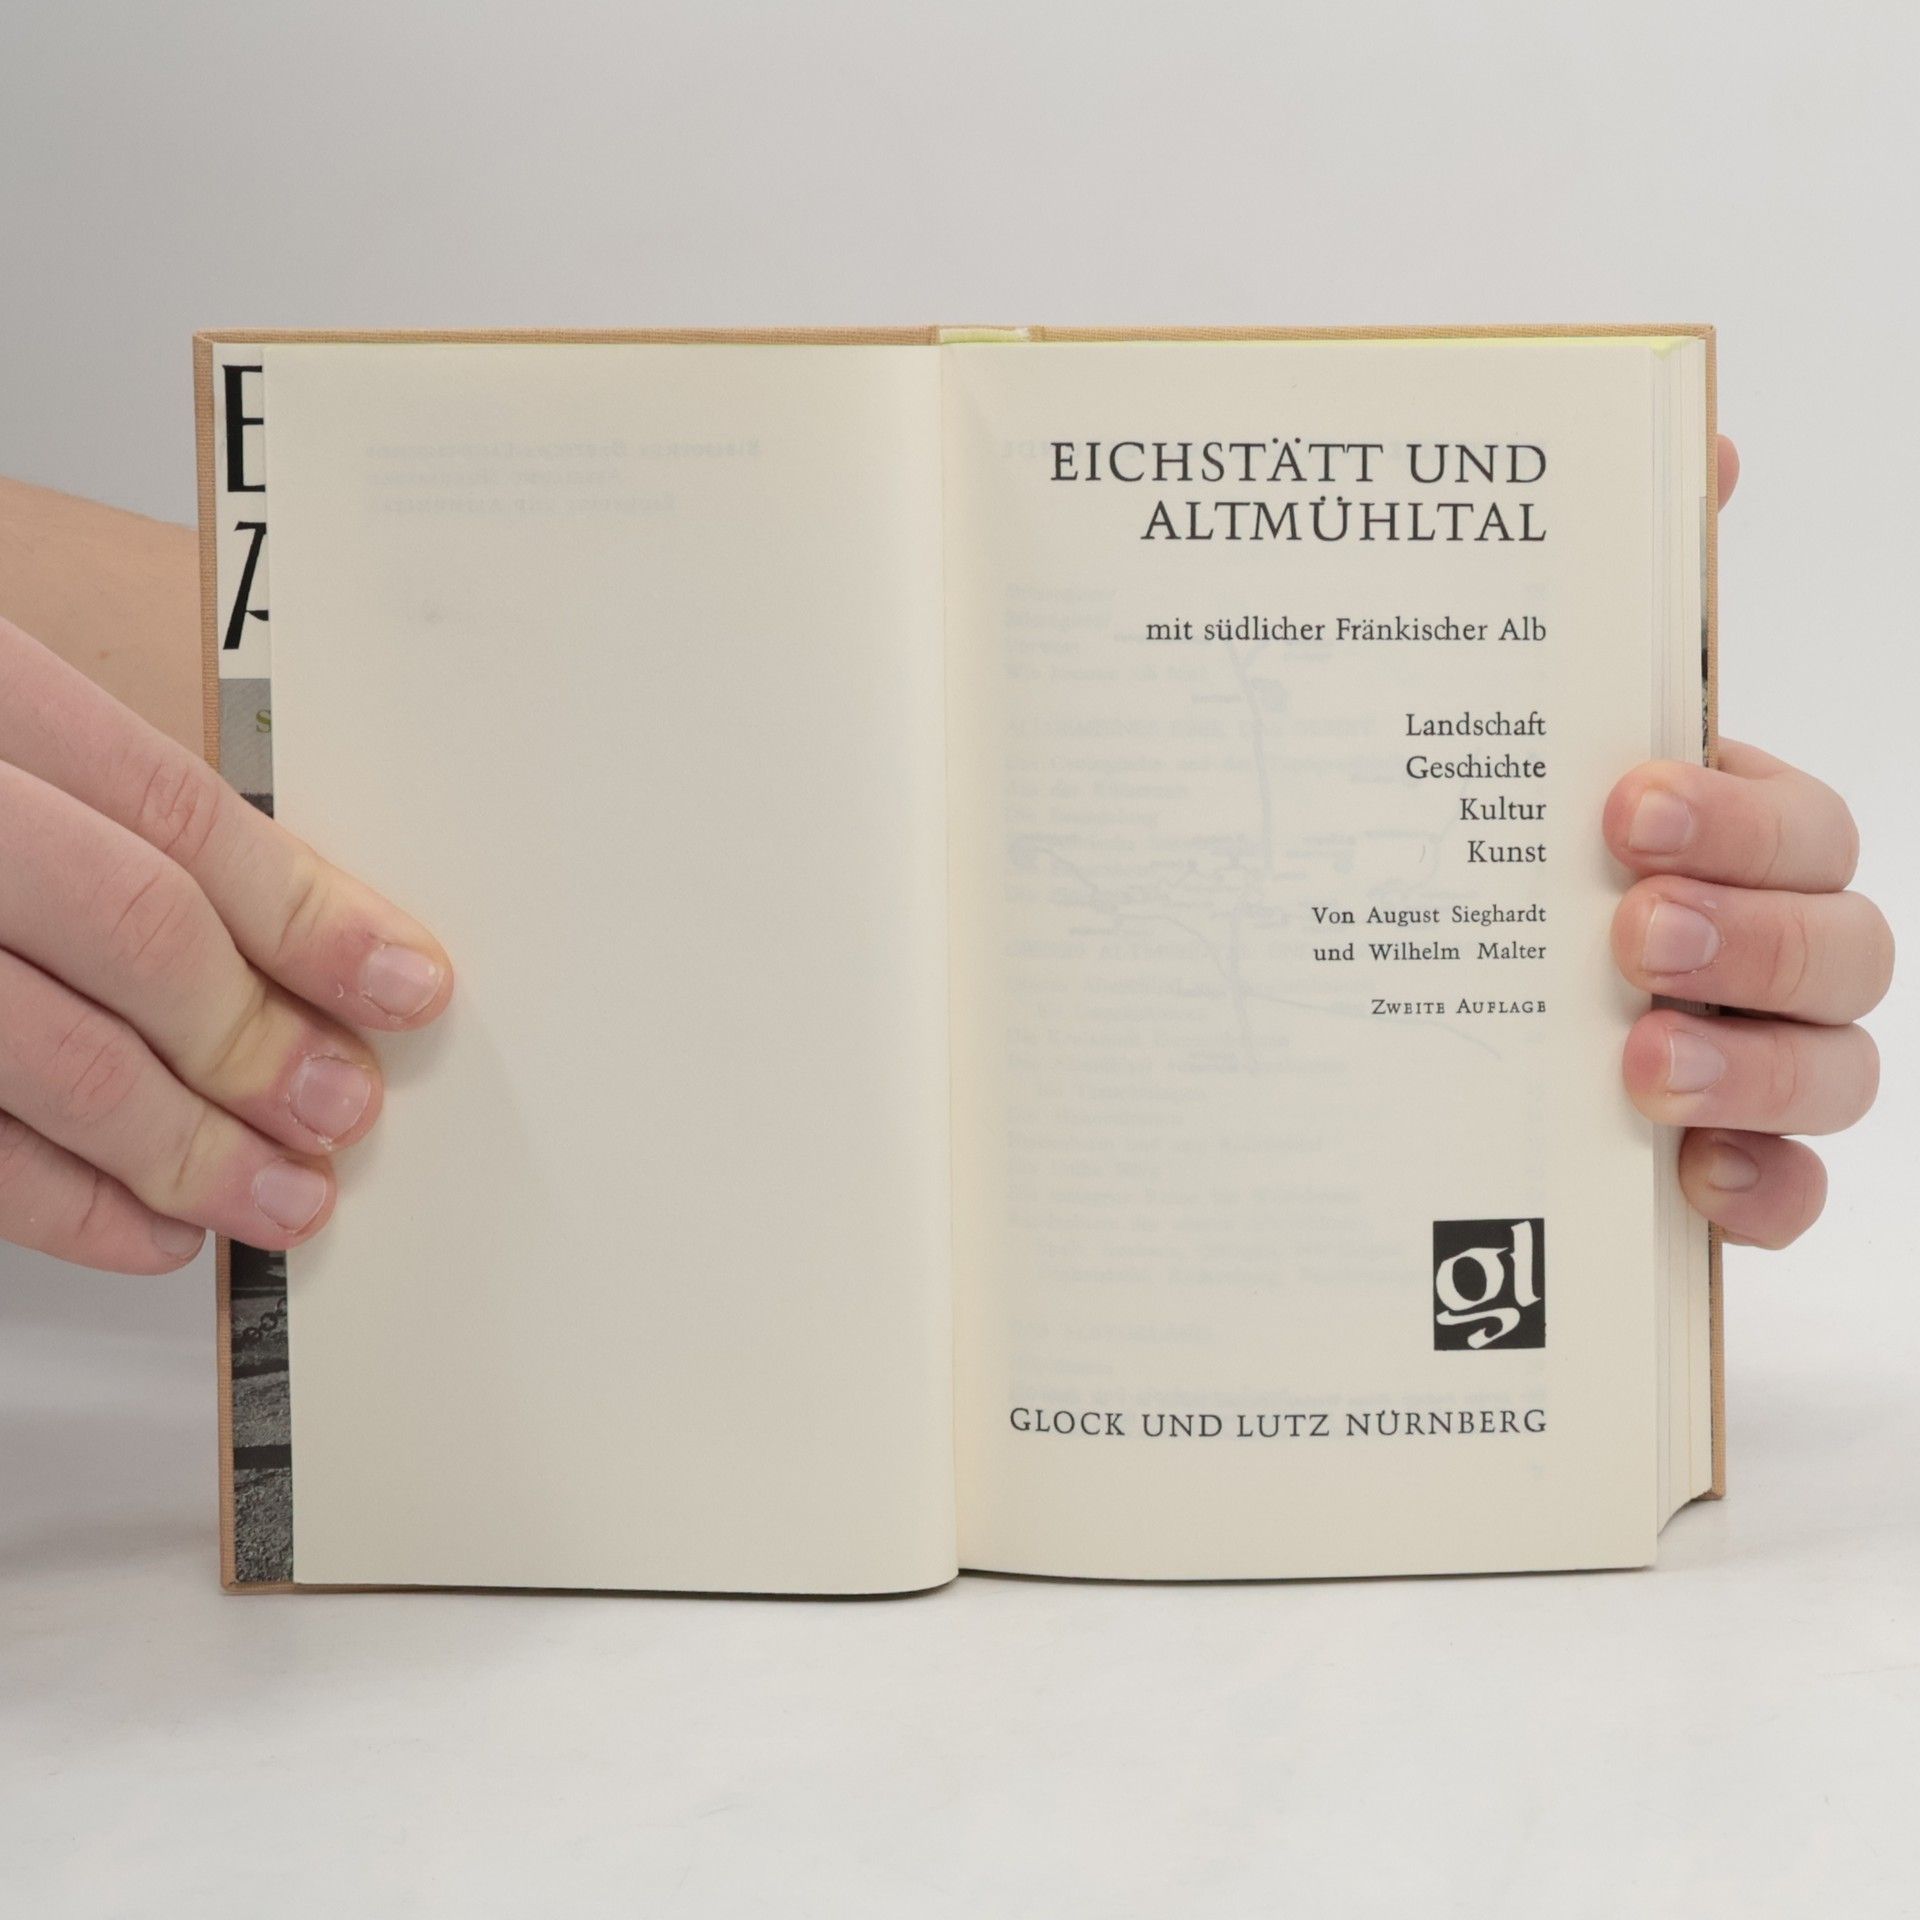 E
A
S
EICHSTÄTT UND
ALTMÜHLTAL
mit südlicher Fränkischer Alb
Landschaft
Geschichte
Kultur
Kunst
Von August Sieghardt
und Wilhelm Malter
ZWEITE AUFLAGE
gl
GLOCK UND LUTZ NÜRNBERG